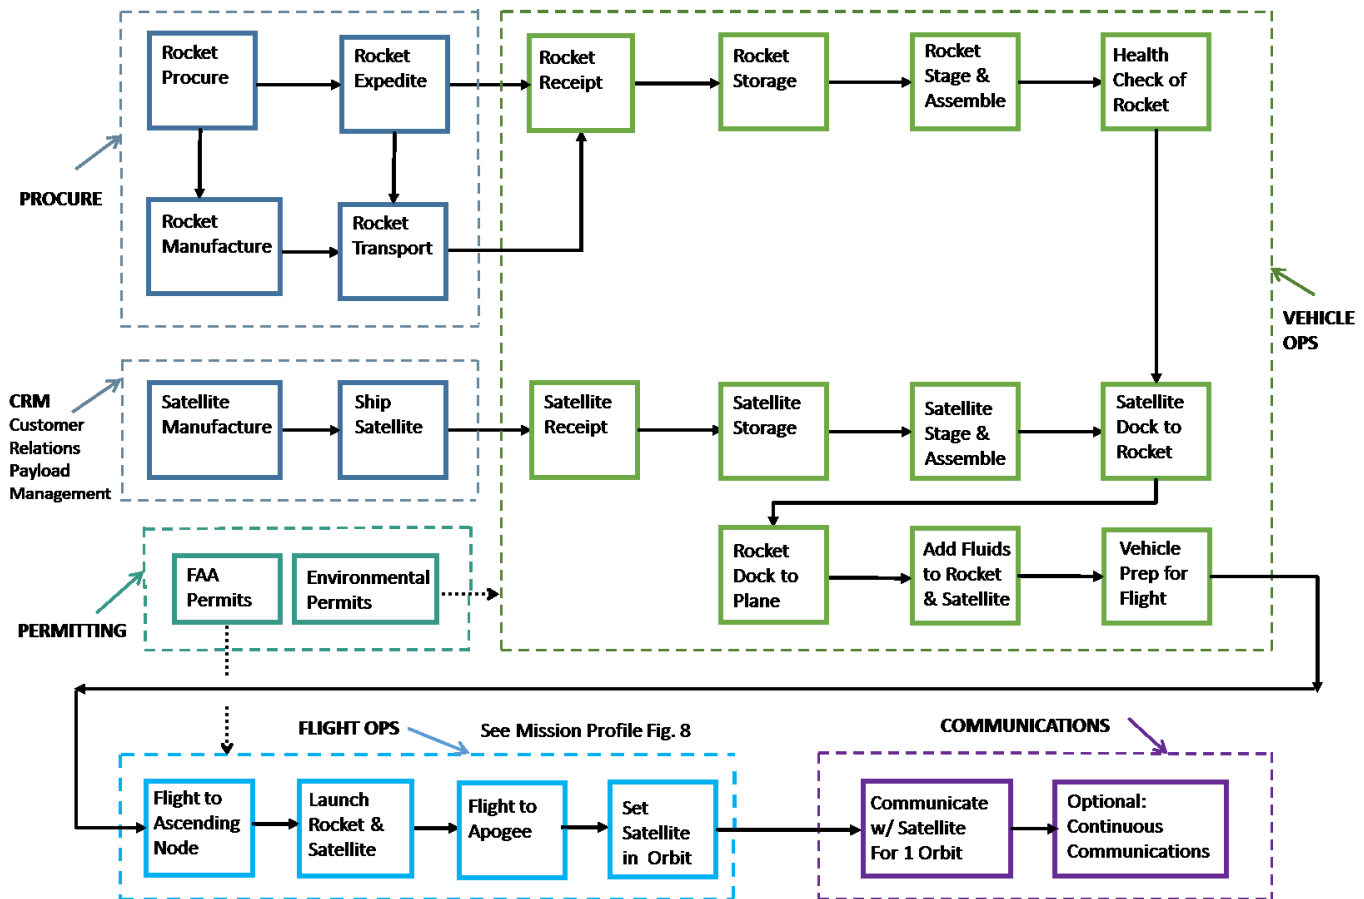 Rocket
Procure
Rocket
Expedite
Rocket
Receipt
Rocket
Storage
Rocket
Stage &
Assemble
Health
Check of
Rocket
PROCURE
Rocket
Manufacture
Rocket
Transport
VEHICLE
OPS
CRM
Customer
Relations
Payload
Management
Satellite
Manufacture
Ship
Satellite
Satellite
Receipt
Satellite
Storage
Satellite
Stage &
Assemble
Satellite
Dock to
Rocket
PERMITTING
FAA
Permits
Environmental
Permits
Rocket
Dock to
Plane
Add Fluids
to Rocket
& Satellite
Vehicle
Prep for
Flight
FLIGHT OPS
See Mission Profile Fig. 8
COMMUNICATIONS
Flight to
Ascending
Node
Launch
Rocket &
Satellite
Flight to
Apogee
Set
Satellite
in Orbit
Communicate
w/ Satellite
For 1 Orbit
Optional:
Continuous
Communications